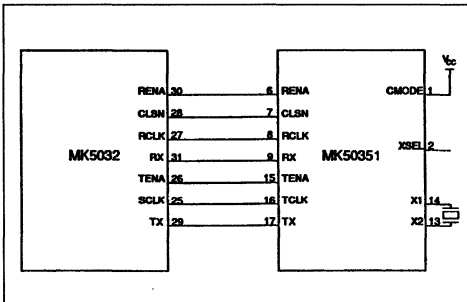 Vcc
RENA 30 6 RENA CMODE 1
CLSN 28 7 CLSN
RCLK 27 8 RCLK
XSEL 2
MK5032 RX 31 9 RX MK50351
TENA 26 15 TENA
SCLK 25 16 TCLK X1 14
TX 29 17 TX X2 13